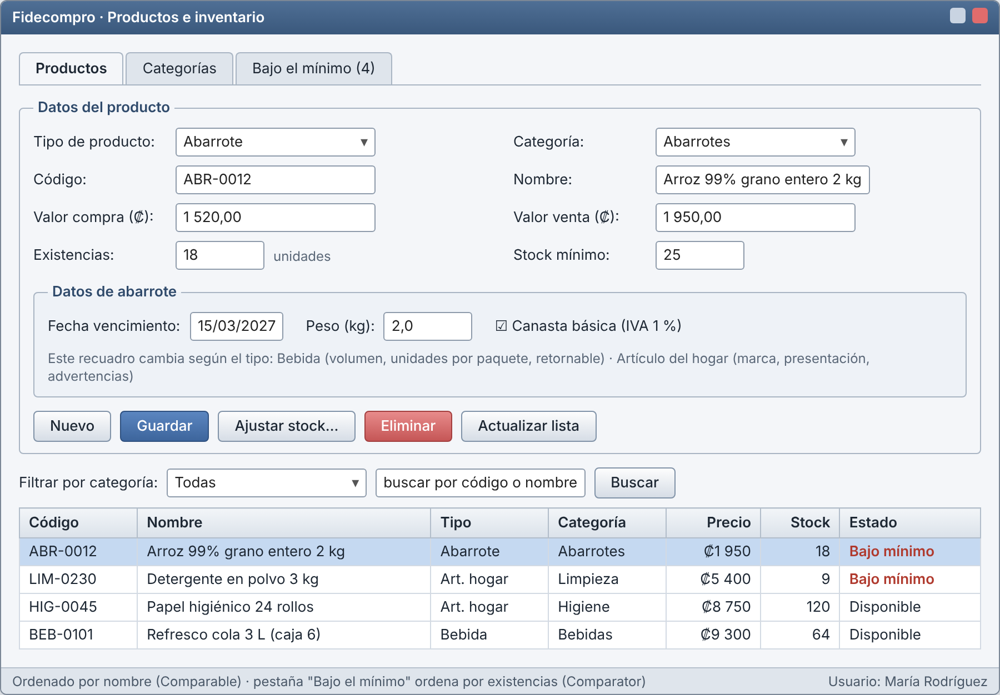 Fidecompro · Productos e inventario
Productos
Categorías
Bajo el mínimo (4)
Datos del producto
Tipo de producto: Abarrote ▾ Categoría: Abarrotes ▾
Código: ABR-0012 Nombre: Arroz 99% grano entero 2 kg
Valor compra (₡): 1 520,00 Valor venta (₡): 1 950,00
Existencias: 18 unidades Stock mínimo: 25
Datos de abarrote
Fecha vencimiento: 15/03/2027 Peso (kg): 2,0 ☑ Canasta básica (IVA 1 %)
Este recuadro cambia según el tipo: Bebida (volumen, unidades por paquete, retornable) · Artículo del hogar (marca, presentación,
advertencias)
Nuevo Guardar Ajustar stock... Eliminar Actualizar lista
Filtrar por categoría: Todas ▾ buscar por código o nombre Buscar
Código Nombre Tipo Categoría Precio Stock Estado
ABR-0012 Arroz 99% grano entero 2 kg Abarrote Abarrotes ₡1 950 18 Bajo mínimo
LIM-0230 Detergente en polvo 3 kg Art. hogar Limpieza ₡5 400 9 Bajo mínimo
HIG-0045 Papel higiénico 24 rollos Art. hogar Higiene ₡8 750 120 Disponible
BEB-0101 Refresco cola 3 L (caja 6) Bebida Bebidas ₡9 300 64 Disponible
Ordenado por nombre (Comparable) · pestaña "Bajo el mínimo" ordena por existencias (Comparator) Usuario: María Rodríguez